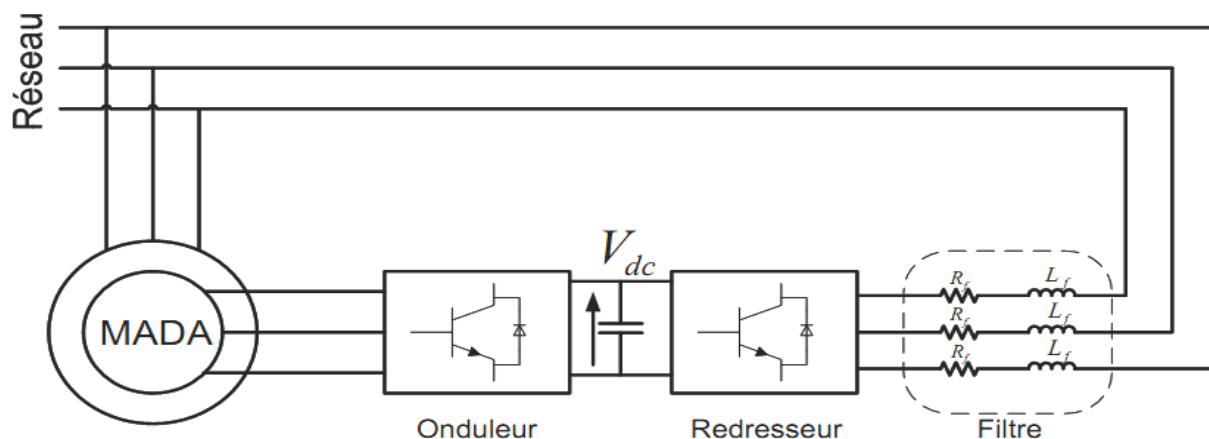 Réseau
MADA
V_dc
R_f
L_f
R_f
L_f
R_f
L_f
Onduleur
Redresseur
Filtre